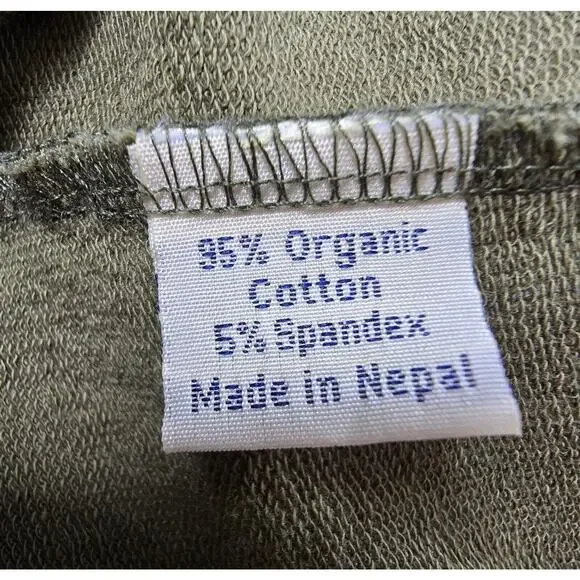 95% Organic
Cotton
5% Spandex
Made in Nepal